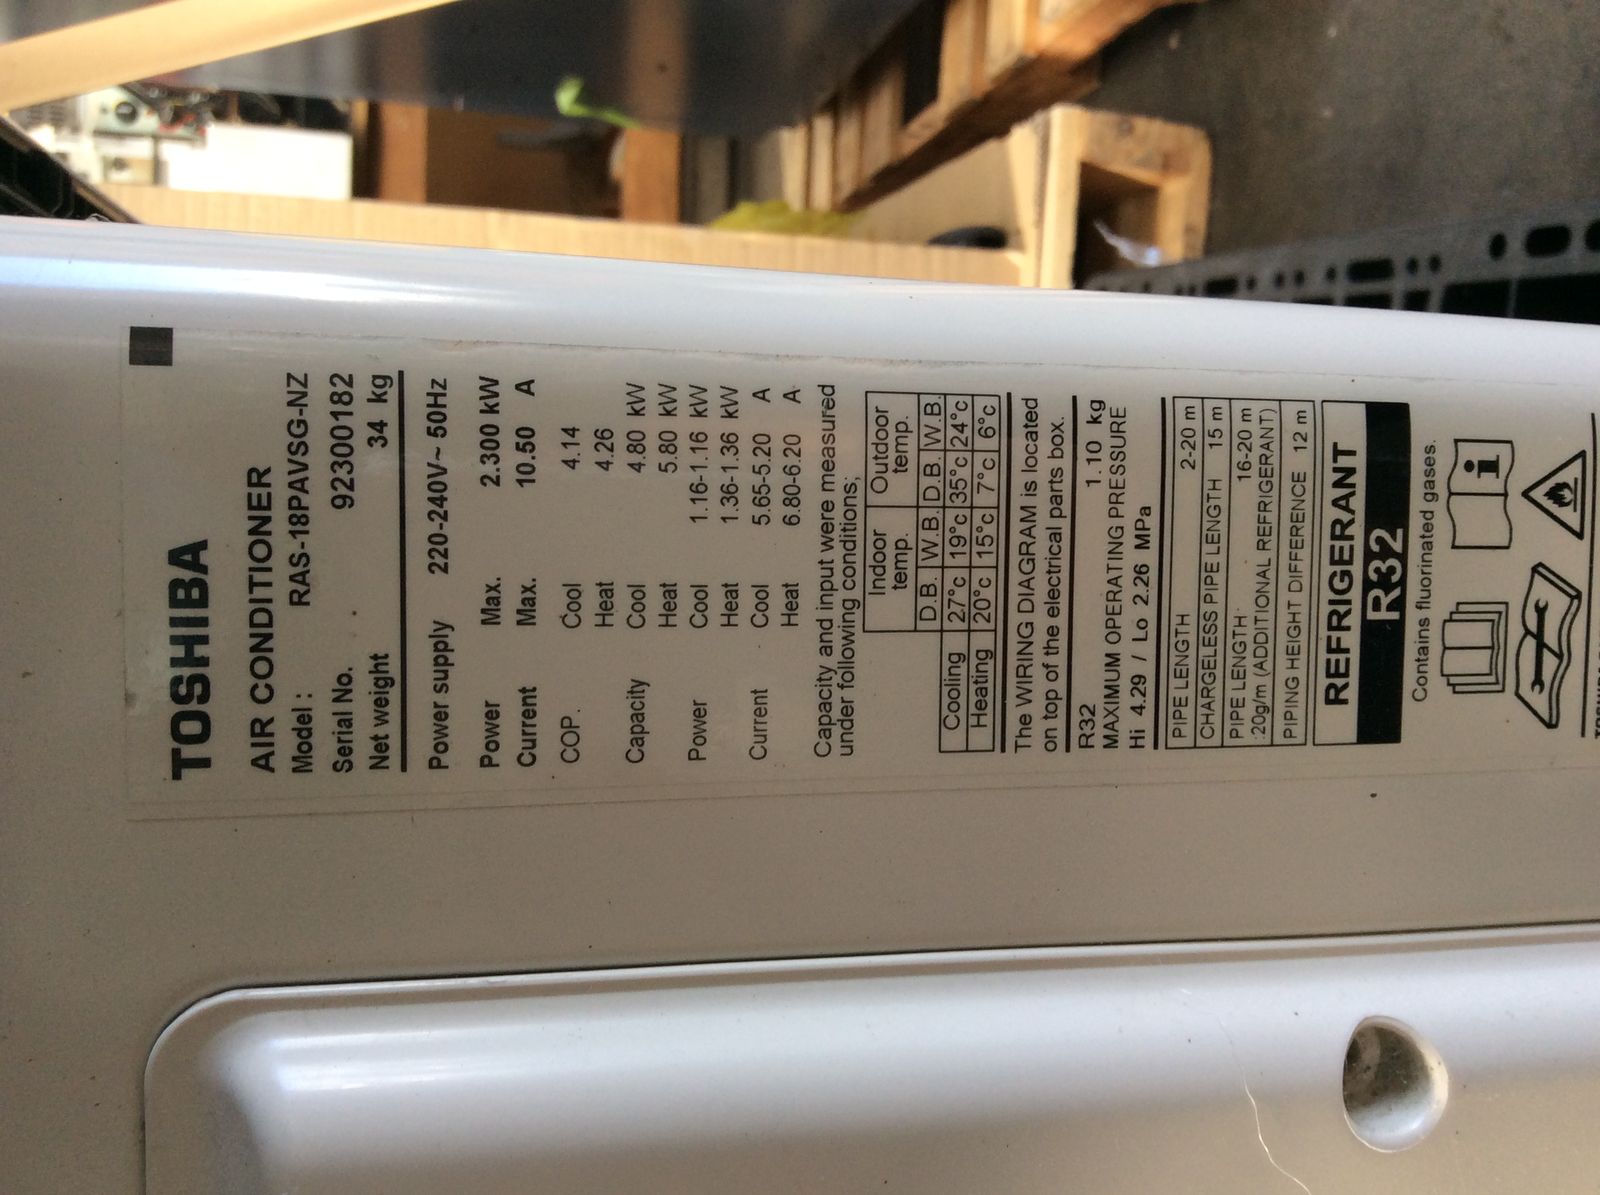 TOSHIBA
AIR CONDITIONER
Model : RAS-18PAVSG-NZ
Serial No. 92300182
Net weight 34 kg
Power supply 220-240V~ 50Hz
Power Max. 2.300 kW
Current Max. 10.50 A
COP. Cool 4.14
Heat 4.26
Capacity Cool 4.80 kW
Heat 5.80 kW
Power Cool 1.16-1.16 kW
Heat 1.36-1.36 kW
Current Cool 5.65-5.20 A
Heat 6.80-6.20 A
Capacity and input were measured
under following conditions;
Indoor temp. Outdoor temp.
D.B. W.B. D.B. W.B.
Cooling 27°c 19°c 35°c 24°c
Heating 20°c 15°c 7°c 6°c
The WIRING DIAGRAM is located
on top of the electrical parts box.
R32 1.10 kg
MAXIMUM OPERATING PRESSURE
Hi 4.29 / Lo 2.26 MPa
PIPE LENGTH 2-20 m
CHARGELESS PIPE LENGTH 15 m
PIPE LENGTH 16-20 m
20g/m (ADDITIONAL REFRIGERANT)
PIPING HEIGHT DIFFERENCE 12 m
REFRIGERANT
R32
Contains fluorinated gases.